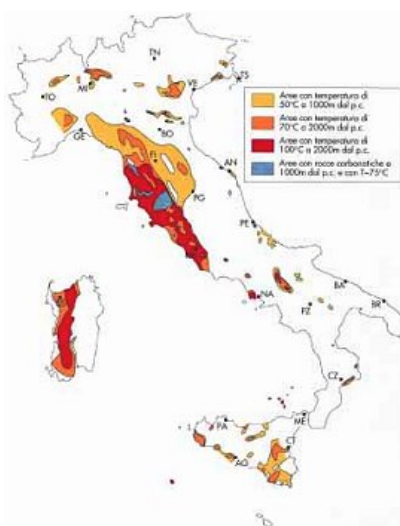 TN
TS
MI
VE
TO
Aree con temperatura di
50°C a 1000m dal p.c.
Aree con temperatura di
70°C a 2000m dal p.c.
Aree con temperatura di
100°C a 2000m dal p.c.
Aree con rocce carbonatiche a
1000m dal p.c. e con T~75°C
GE
BO
FI
AN
PG
PE
BA
NA
BR
PZ
CZ
PA
ME
CT
AG